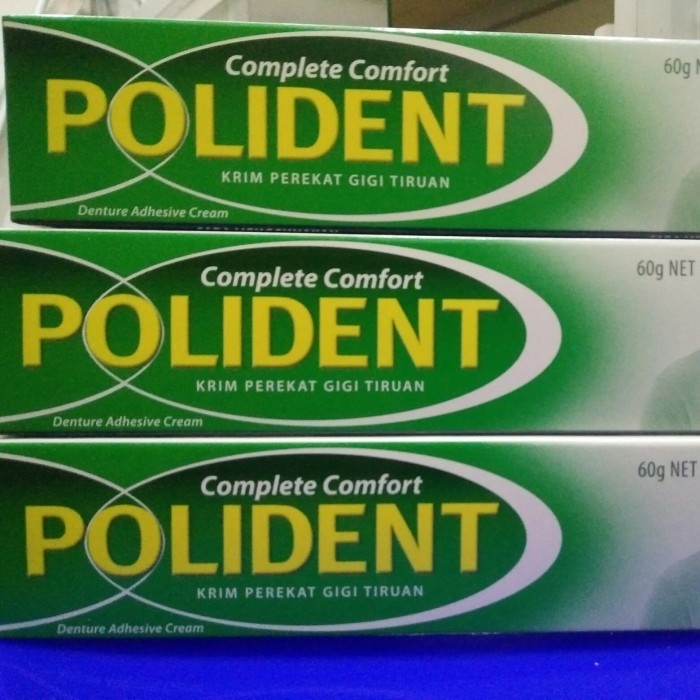 Complete Comfort
POLIDENT
KRIM PEREKAT GIGI TIRUAN
Denture Adhesive Cream
60g
Complete Comfort
POLIDENT
KRIM PEREKAT GIGI TIRUAN
Denture Adhesive Cream
60g NET
Complete Comfort
POLIDENT
KRIM PEREKAT GIGI TIRUAN
Denture Adhesive Cream
60g NET